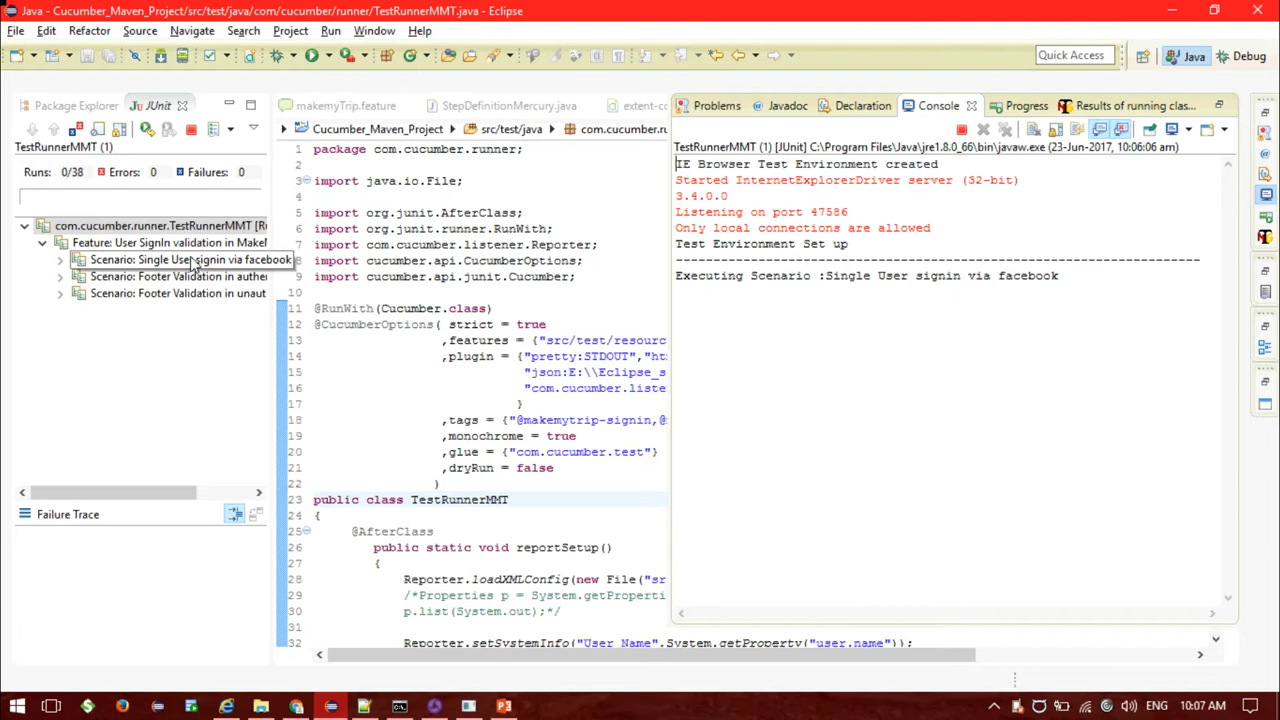 Java - Cucumber_Maven_Project/src/test/java/com/cucumber/runner/TestRunnerMMT.java - Eclipse
File Edit Refactor Source Navigate Search Project Run Window Help
Quick Access Java Debug
Package Explorer JUnit makemyTrip.feature StepDefinitionMercury.java extent-co Problems Javadoc Declaration Console Progress Results of running clas...
TestRunnerMMT (1)
Runs: 0/38 Errors: 0 Failures: 0
com.cucumber.runner.TestRunnerMMT [R
Feature: User SignIn validation in Makel
Scenario: Single User signin via facebook
Scenario: Footer Validation in auther
Scenario: Footer Validation in unaut
Failure Trace
Cucumber_Maven_Project src/test/java com.cucumber.ru
1 package com.cucumber.runner;
2
3 import java.io.File;
4
5 import org.junit.AfterClass;
6 import org.junit.runner.RunWith;
7 import com.cucumber.listener.Reporter;
8 import cucumber.api.CucumberOptions;
9 import cucumber.api.junit.Cucumber;
10
11 @RunWith(Cucumber.class)
12 @CucumberOptions( strict = true
13 ,features = {"src/test/resourc
14 ,plugin = {"pretty:STDOUT","ht
15 "json:E:\\Eclipse_s
16 "com.cucumber.liste
17 }
18 ,tags = {"@makemytrip-signin,@
19 ,monochrome = true
20 ,glue = {"com.cucumber.test"}
21 ,dryRun = false
22 )
23 public class TestRunnerMMT
24 {
25 @AfterClass
26 public static void reportSetup()
27 {
28 Reporter.loadXMLConfig(new File("sr
29 /*Properties p = System.getProperti
30 p.list(System.out);*/
31
32 Reporter.setSystemInfo("User Name",System.getProperty("user.name"));
TestRunnerMMT (1) [JUnit] C:\Program Files\Java\jre1.8.0_66\bin\javaw.exe (23-Jun-2017, 10:06:06 am)
IE Browser Test Environment created
Started InternetExplorerDriver server (32-bit)
3.4.0.0
Listening on port 47586
Only local connections are allowed
Test Environment Set up
------------------------------------------------------------------
Executing Scenario :Single User signin via facebook
ENG 10:07 AM